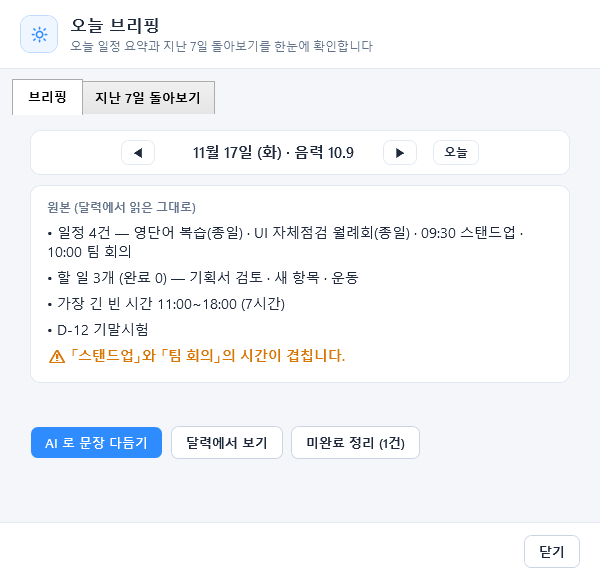 오늘 브리핑
오늘 일정 요약과 지난 7일 돌아보기를 한눈에 확인합니다
브리핑
지난 7일 돌아보기
◀ 11월 17일 (화) · 음력 10.9 ▶ 오늘
원본 (달력에서 읽은 그대로)
• 일정 4건 — 영단어 복습(종일) · UI 자체점검 월례회(종일) · 09:30 스탠드업 ·
10:00 팀 회의
• 할 일 3개 (완료 0) — 기획서 검토 · 새 항목 · 운동
• 가장 긴 빈 시간 11:00~18:00 (7시간)
• D-12 기말시험
⚠「스탠드업」와 「팀 회의」의 시간이 겹칩니다.
AI 로 문장 다듬기
달력에서 보기
미완료 정리 (1건)
닫기